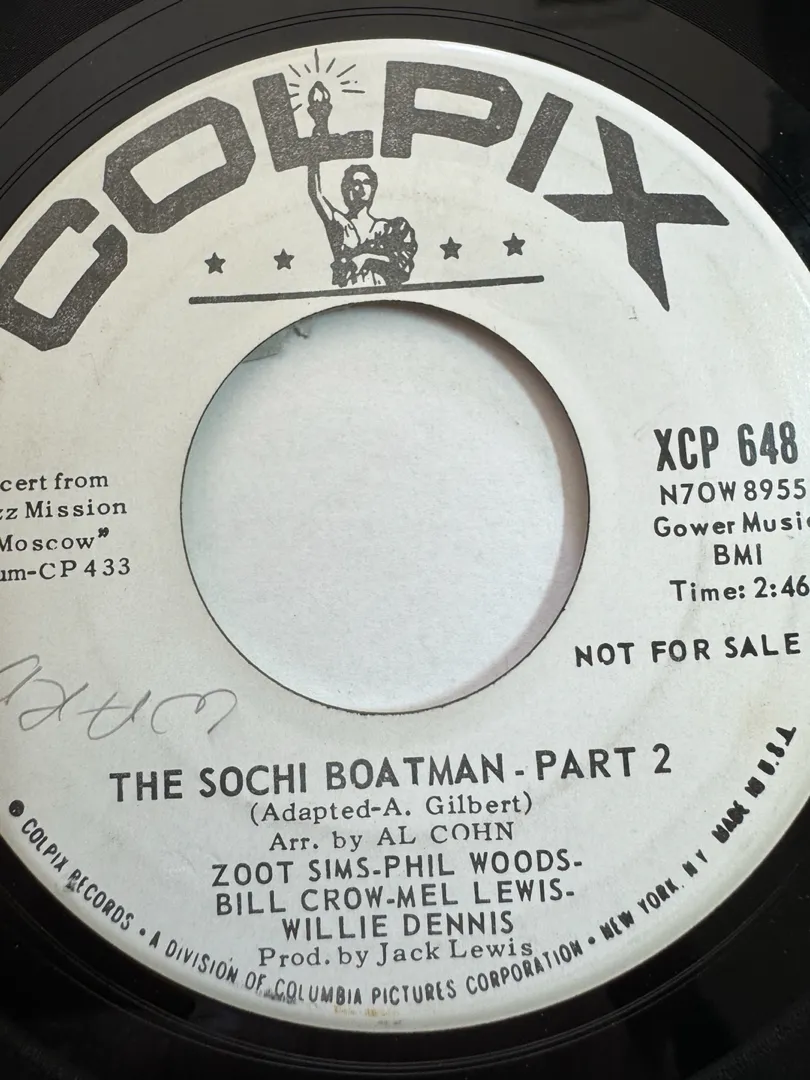 COLPIX
cert from
zz Mission
Moscow"
um-CP 433
XCP 648
N7OW 8955
Gower Music
BMI
Time: 2:46
NOT FOR SALE
THE SOCHI BOATMAN - PART 2
(Adapted-A. Gilbert)
Arr. by AL COHN
ZOOT SIMS-PHIL WOODS-
BILL CROW-MEL LEWIS-
WILLIE DENNIS
Prod. by Jack Lewis
COLPIX RECORDS • A DIVISION OF COLUMBIA PICTURES CORPORATION • NEW YORK. N Y MADE IN U.S.A.